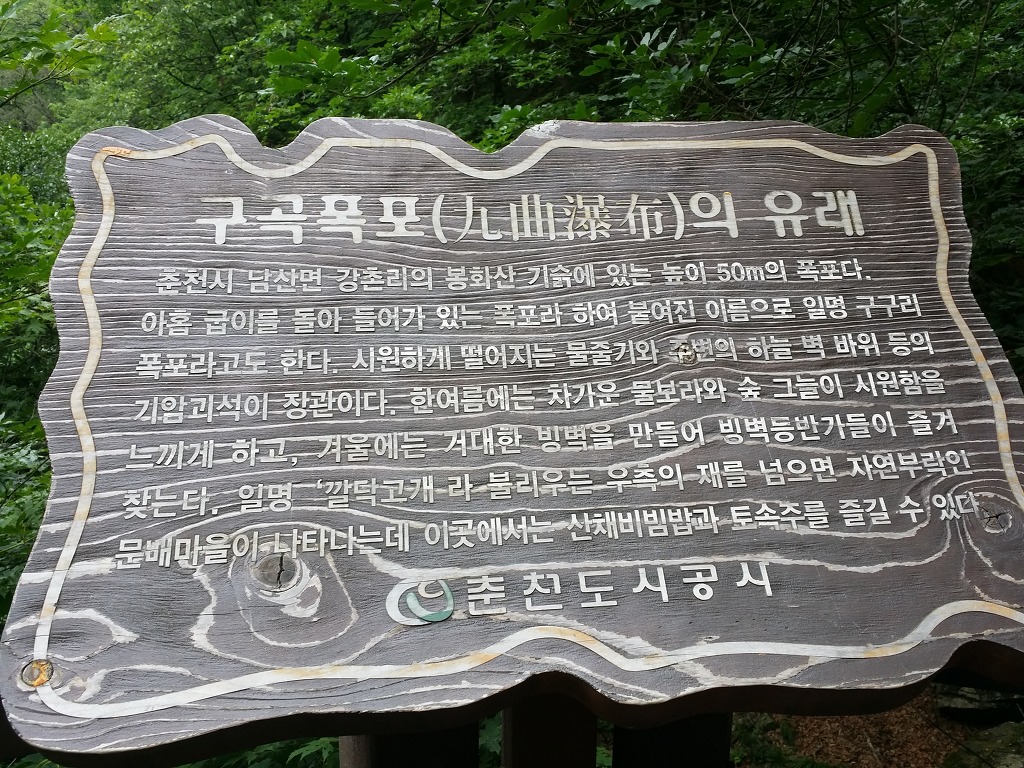 구곡폭포(九曲瀑布)의 유래
춘천시 남산면 강촌리의 봉화산 기슭에 있는 높이 50m의 폭포다.
아홉 굽이를 돌아 들어가 있는 폭포라 하여 붙여진 이름으로 일명 구구리
폭포라고도 한다. 시원하게 떨어지는 물줄기와 주변의 하늘 벽 바위 등의
기암괴석이 장관이다. 한여름에는 차가운 물보라와 숲 그늘이 시원함을
느끼게 하고, 겨울에는 거대한 빙벽을 만들어 빙벽등반가들이 즐겨
찾는다. 일명 ‘깔닥고개 라 불리우는 우측의 재를 넘으면 자연부락인
문배마을이 나타나는데 이곳에서는 산채비빔밥과 토속주를 즐길 수 있다
춘천도시공사